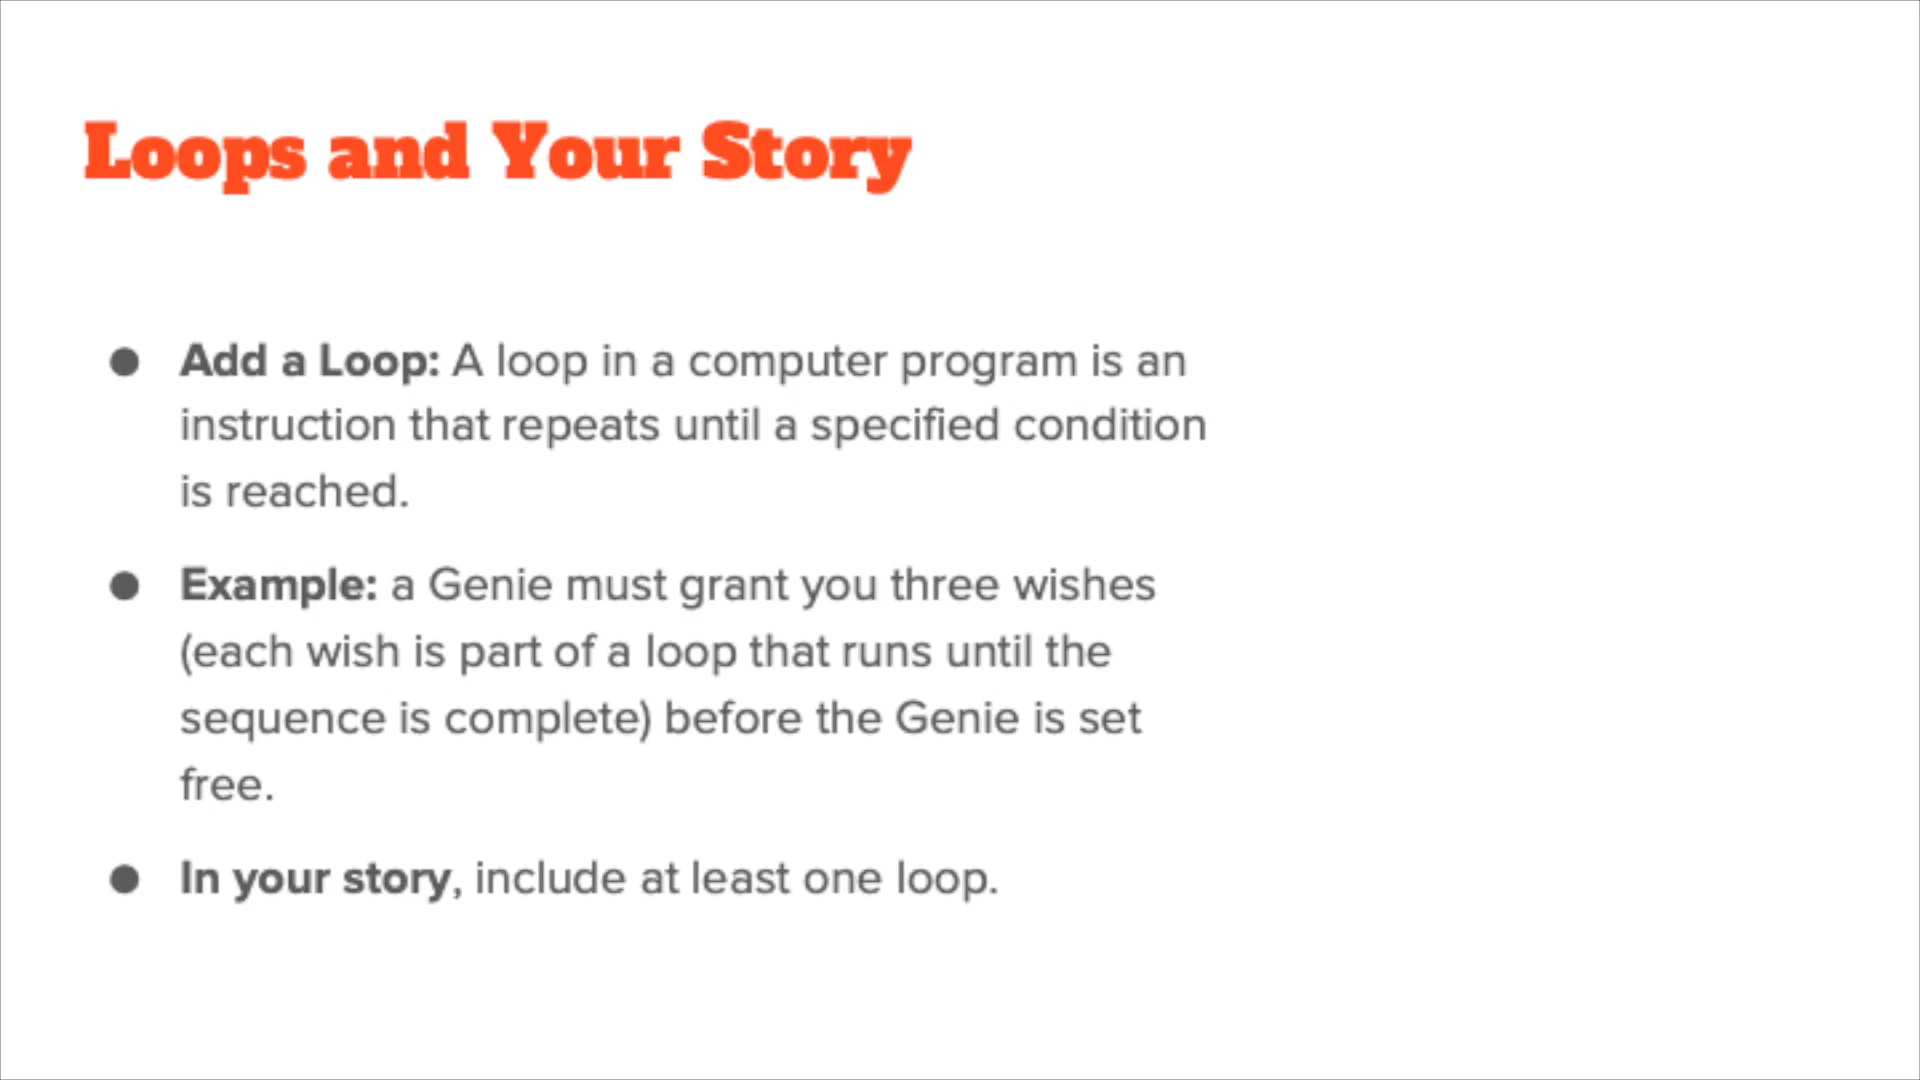 Loops and Your Story
● Add a Loop: A loop in a computer program is an
instruction that repeats until a specified condition
is reached.
● Example: a Genie must grant you three wishes
(each wish is part of a loop that runs until the
sequence is complete) before the Genie is set
free.
● In your story, include at least one loop.